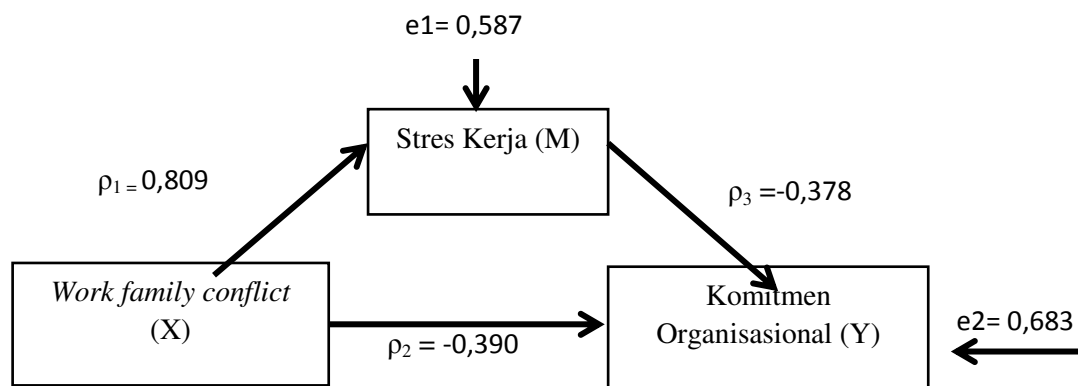 e1= 0,587
Stres Kerja (M)
ρ1 = 0,809
ρ3 =-0,378
Work family conflict
(X)
Komitmen
Organisasional (Y)
ρ2 = -0,390
e2= 0,683